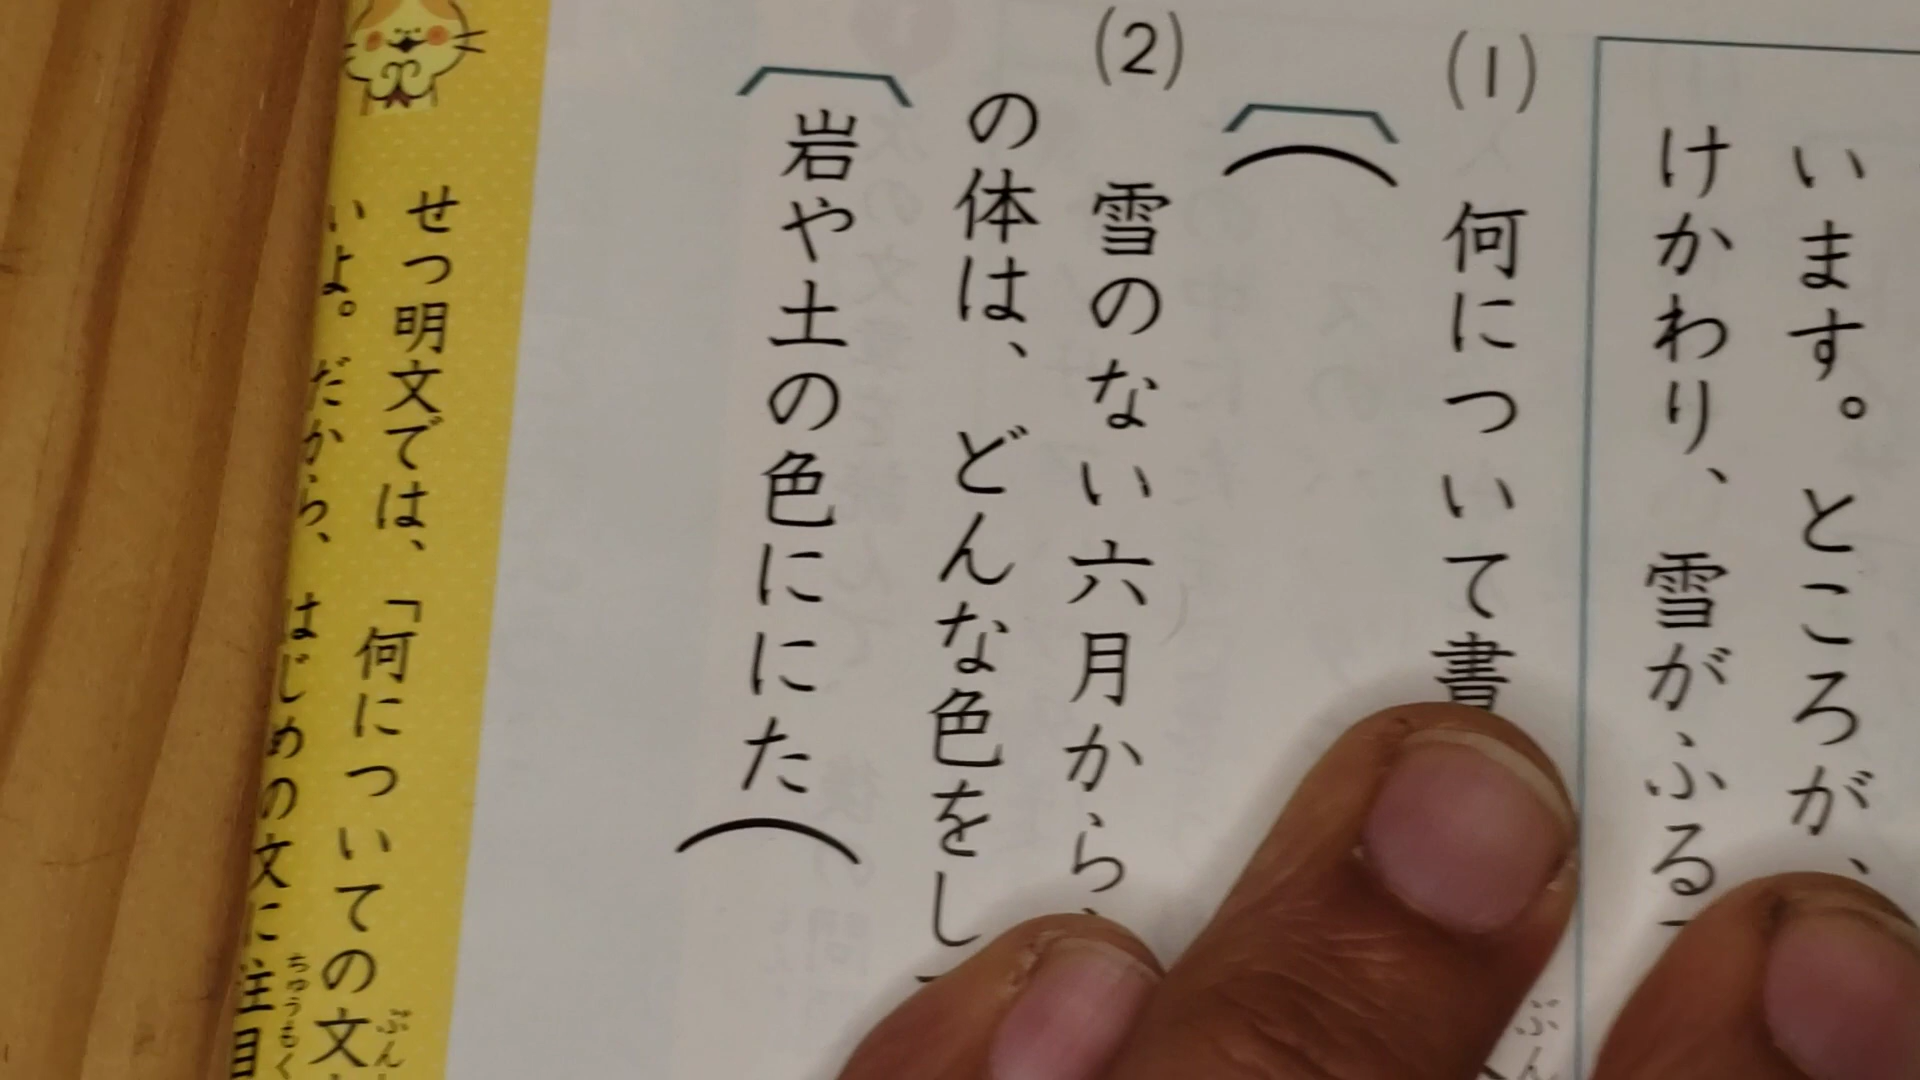 います。ところが、
けかわり、雪がふる
(1) 何について書
(2) 雪のない六月から
の体は、どんな色をし
岩や土の色ににた(
せつ明文では、「何についての文
いよ。だから、はじめの文に注目